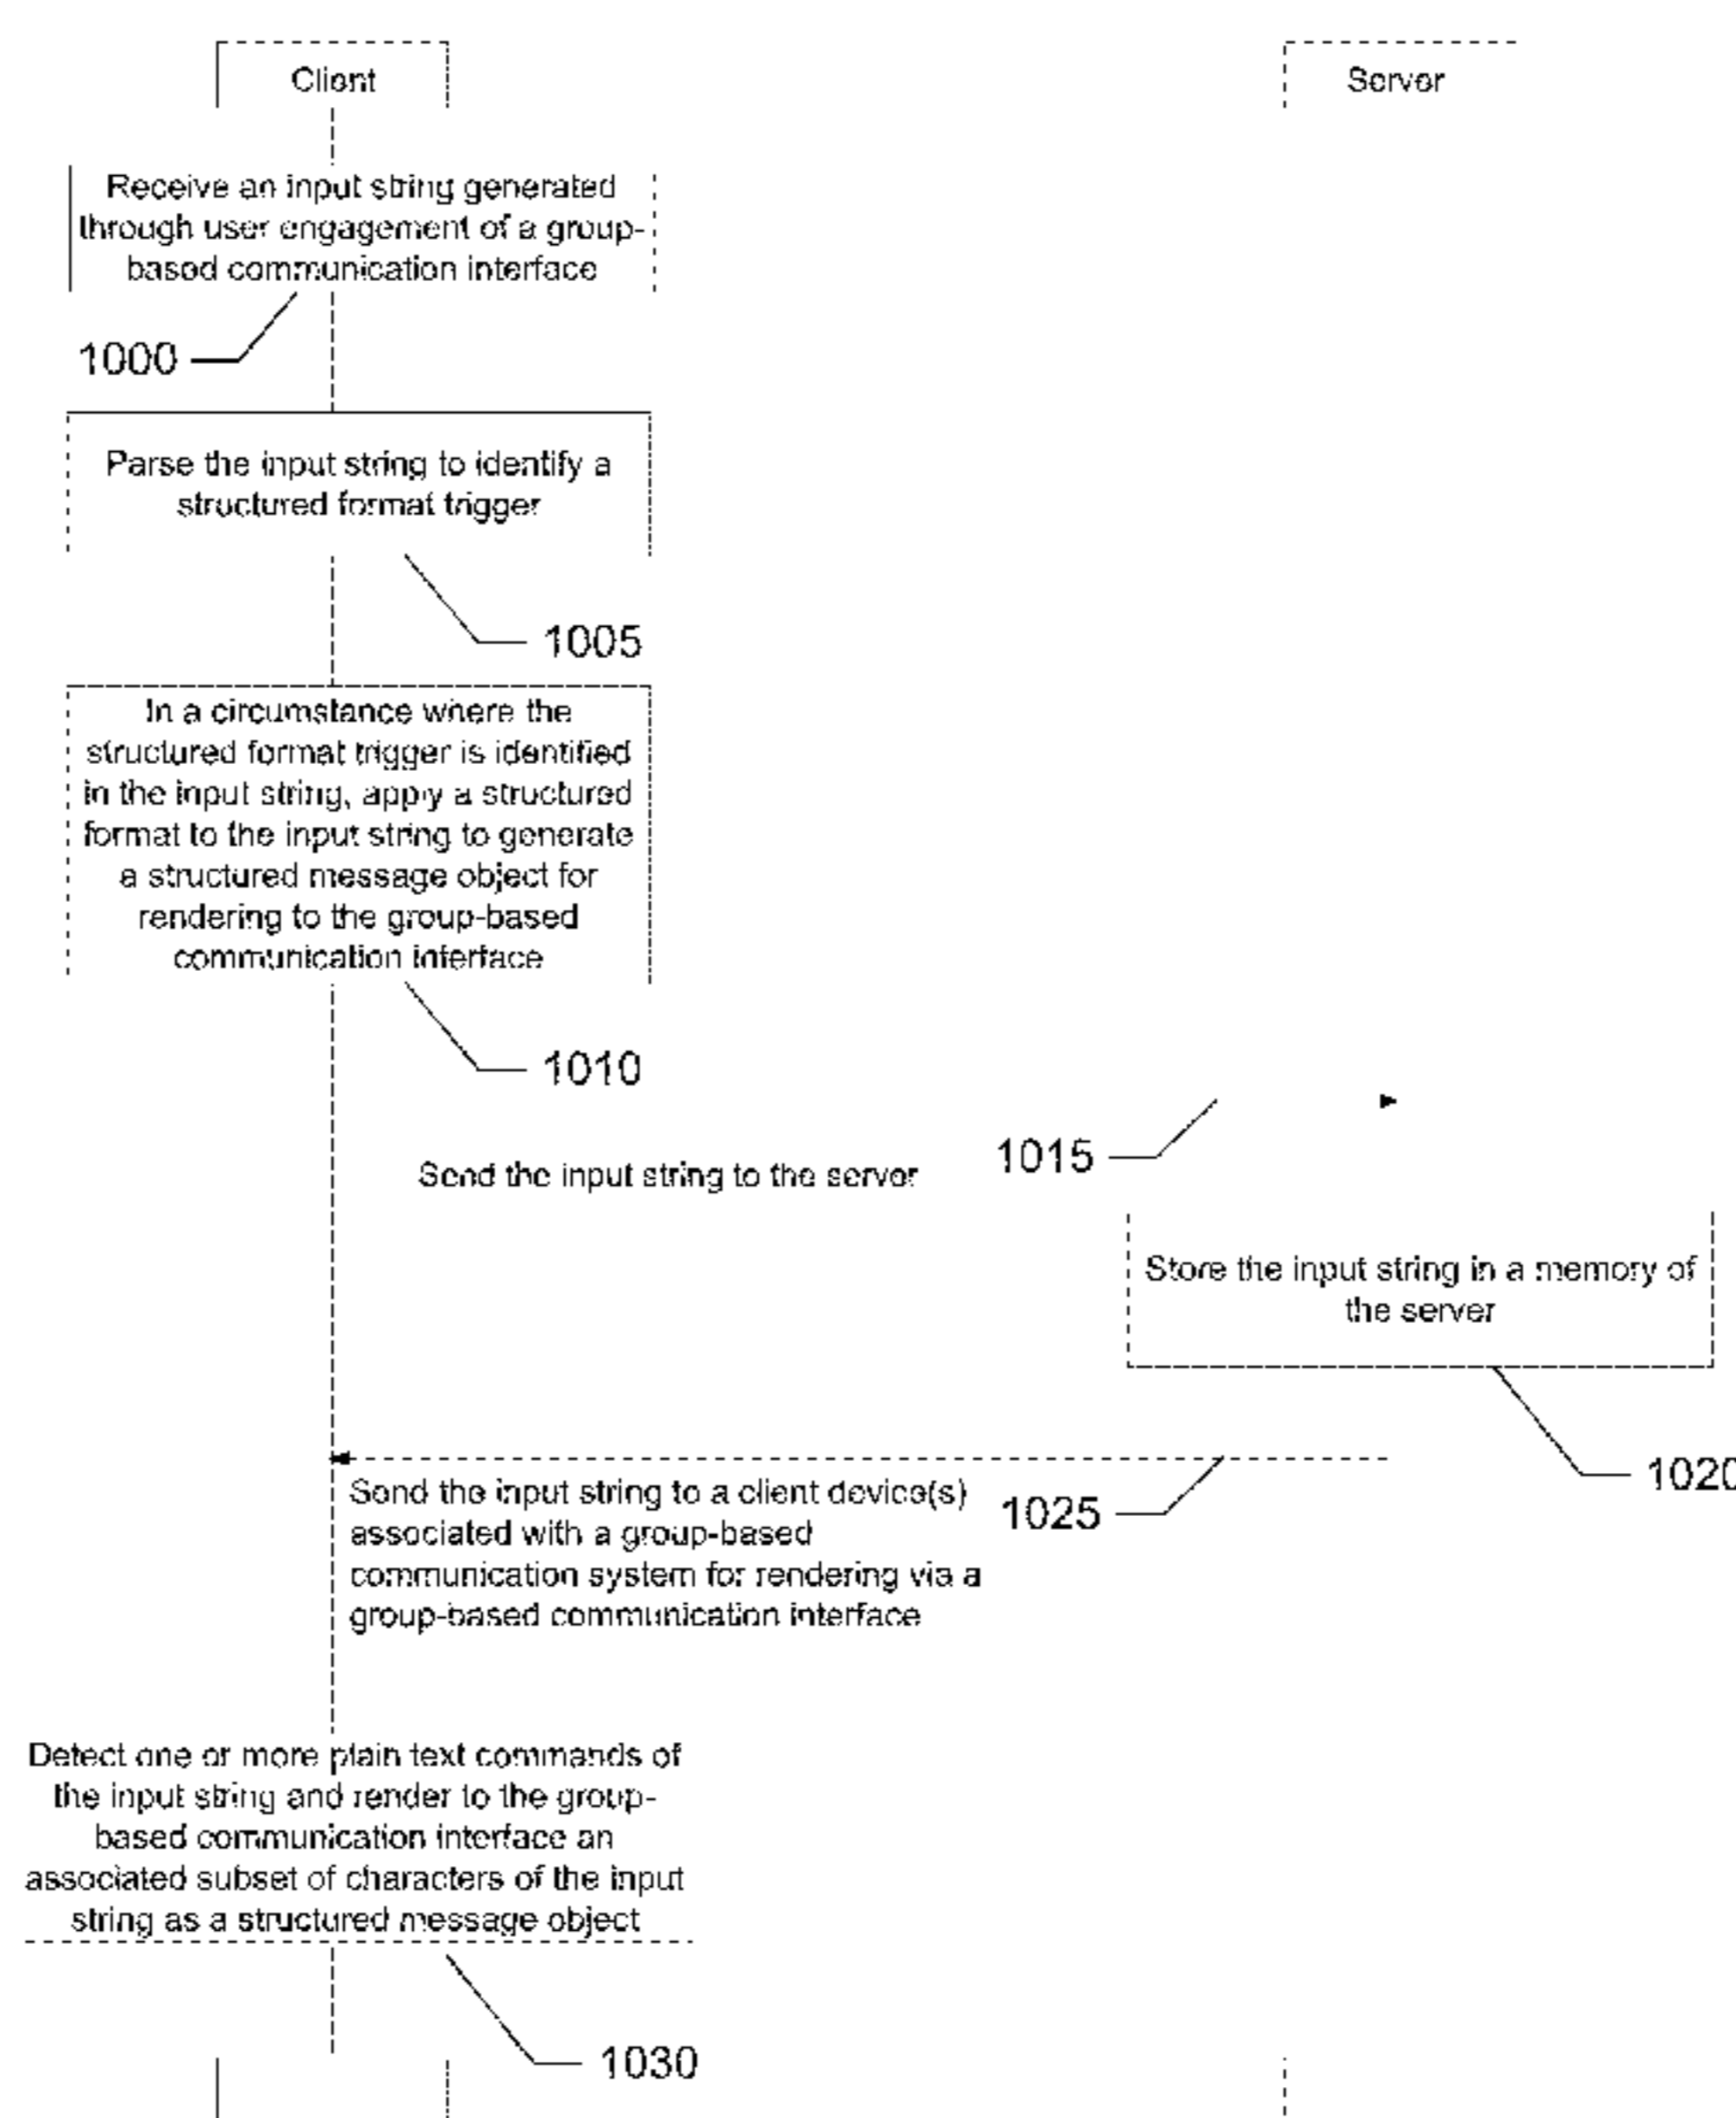 Client
Server
Receive an input string generated
through user engagement of a group-
based communication interface
1000
Parse the input string to identify a
structured format trigger
1005
In a circumstance where the
structured format trigger is identified
in the input string, apply a structured
format to the input string to generate
a structured message object for
rendering to the group-based
communication interface
1010
1015
Send the input string to the server
Store the input string in a memory of
the server
1020
Send the input string to a client device(s)
associated with a group-based
communication system for rendering via a
group-based communication interface
1025
Detect one or more plain text commands of
the input string and render to the group-
based communication interface an
associated subset of characters of the input
string as a structured message object
1030